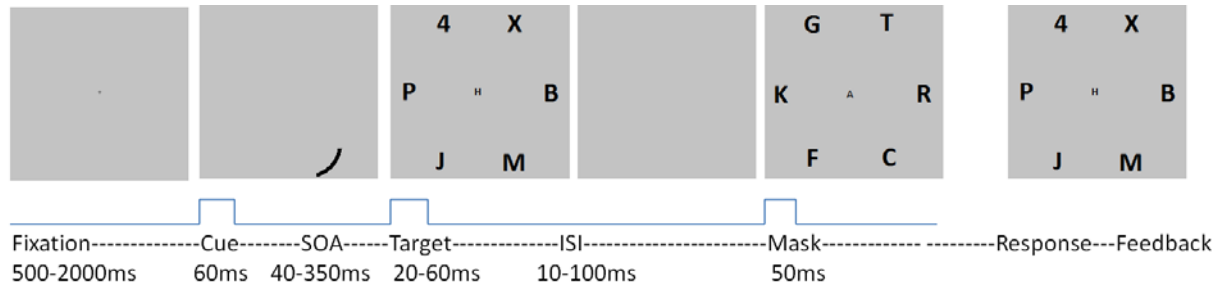 4 X G T 4 X
P H B K A R P H B
J M F C J M
Fixation--------------Cue--------SOA-----Target------------ISI-------------------Mask------------ ---------Response---Feedback
500-2000ms 60ms 40-350ms 20-60ms 10-100ms 50ms